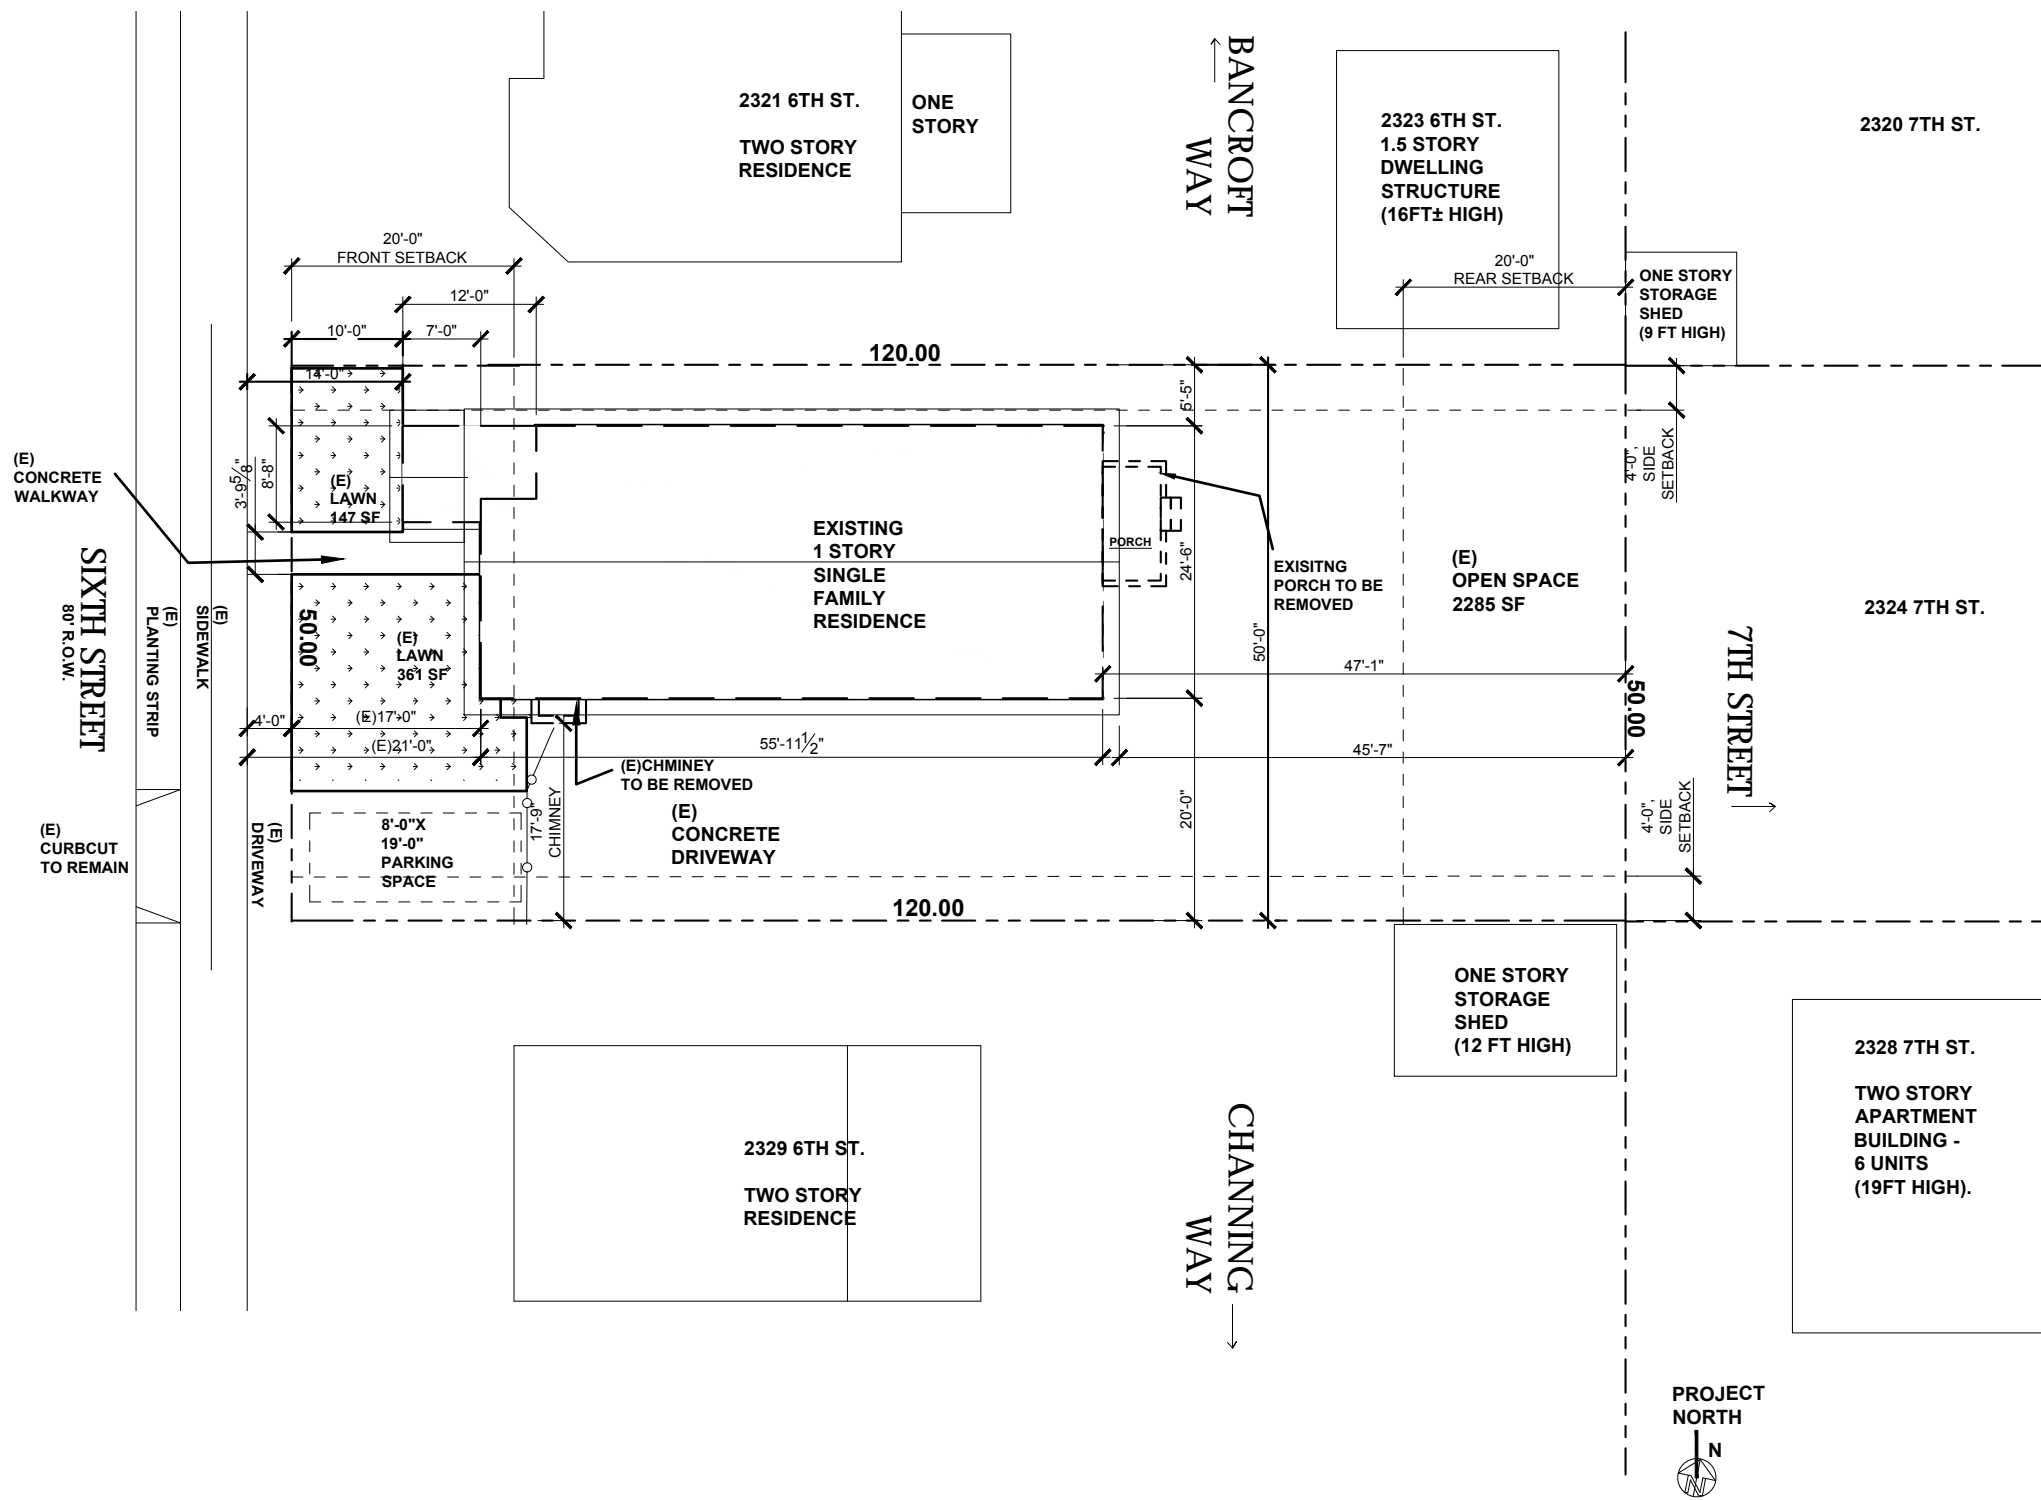 BANCROFT
WAY
2321 6TH ST.
TWO STORY
RESIDENCE
ONE
STORY
2323 6TH ST.
1.5 STORY
DWELLING
STRUCTURE
(16FT± HIGH)
2320 7TH ST.
20'-0"
FRONT SETBACK
20'-0"
REAR SETBACK
ONE STORY
STORAGE
SHED
(9 FT HIGH)
12'-0"
10'-0"
7'-0"
120.00
14'-0"
5'-5"
4'-0",
SIDE
SETBACK
(E)
CONCRETE
WALKWAY
3'-9 5/8"
8'-8"
(E)
LAWN
147 SF
EXISTING
1 STORY
SINGLE
FAMILY
RESIDENCE
PORCH
24'-6"
EXISITNG
PORCH TO BE
REMOVED
(E)
OPEN SPACE
2285 SF
2324 7TH ST.
SIXTH STREET
80' R.O.W.
(E)
PLANTING STRIP
(E)
SIDEWALK
50.00
(E)
LAWN
361 SF
50'-0"
47'-1"
50.00
7TH STREET
4'-0"
(E)17'-0"
(E)21'-0"
55'-11 1/2"
45'-7"
(E)CHMINEY
TO BE REMOVED
17'-9"
CHIMNEY
(E)
CONCRETE
DRIVEWAY
20'-0"
4'-0",
SIDE
SETBACK
(E)
CURBCUT
TO REMAIN
(E)
DRIVEWAY
8'-0"X
19'-0"
PARKING
SPACE
120.00
ONE STORY
STORAGE
SHED
(12 FT HIGH)
2329 6TH ST.
TWO STORY
RESIDENCE
CHANNING
WAY
2328 7TH ST.
TWO STORY
APARTMENT
BUILDING -
6 UNITS
(19FT HIGH).
PROJECT
NORTH
N
N